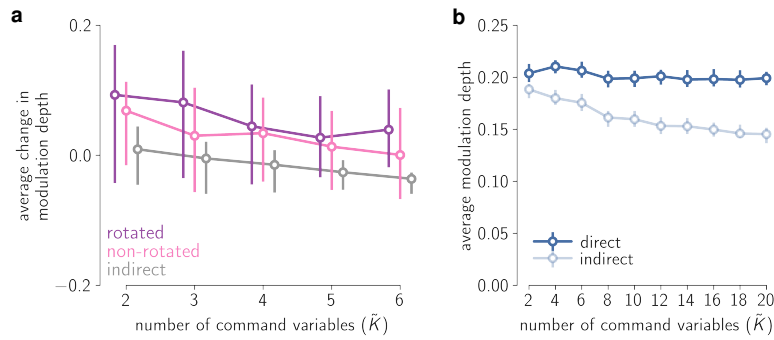 a
0.2
0.0
−0.2
average change in
modulation depth
rotated
non-rotated
indirect
2 3 4 5 6
number of command variables (K̃)
b
0.25
0.20
0.15
0.10
0.05
0.00
average modulation depth
direct
indirect
2 4 6 8 10 12 14 16 18 20
number of command variables (K̃)